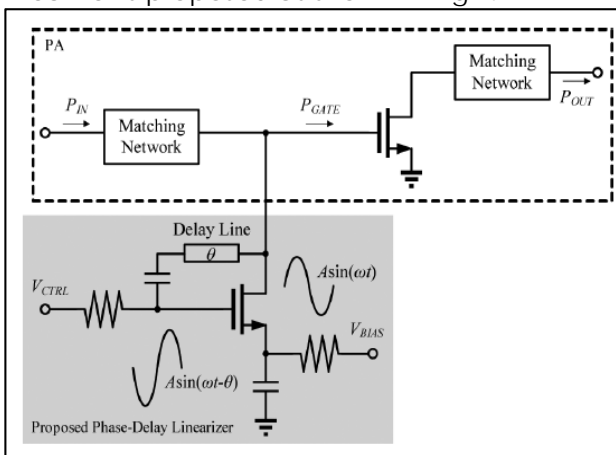 PA
Matching
Network
P_OUT
P_IN
Matching
Network
P_GATE
Delay Line
θ
V_CTRL
Asin(ωt)
V_BIAS
Asin(ωt-θ)
Proposed Phase-Delay Linearizer